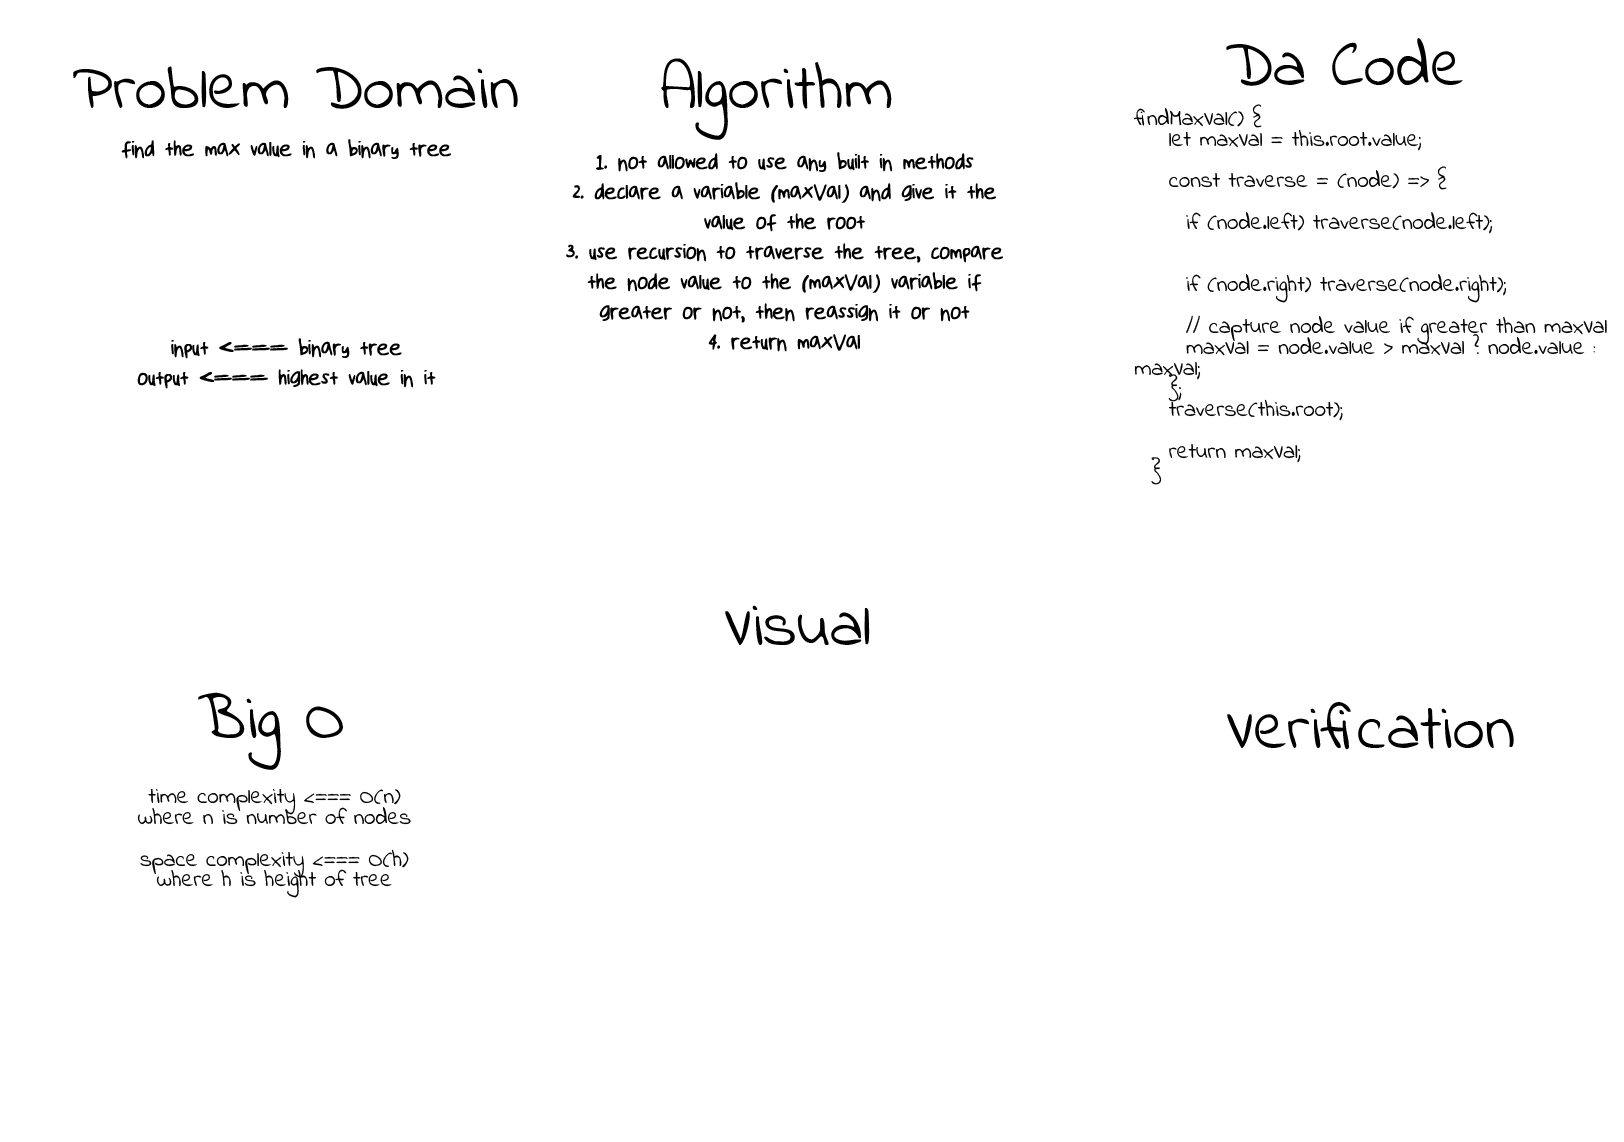 Problem Domain
find the max value in a binary tree
input <==== binary tree
output <==== highest value in it
Algorithm
1. not allowed to use any built in methods
2. declare a variable (maxVal) and give it the
value of the root
3. use recursion to traverse the tree, compare
the node value to the (maxVal) variable if
greater or not, then reassign it or not
4. return maxVal
Da Code
findMaxVal() {
let maxVal = this.root.value;
const traverse = (node) => {
if (node.left) traverse(node.left);
if (node.right) traverse(node.right);
// capture node value if greater than maxVal
maxVal = node.value > maxVal ? node.value :
maxVal;
};
traverse(this.root);
return maxVal;
}
Visual
Big O
time complexity <=== O(n)
where n is number of nodes
space complexity <=== O(h)
where h is height of tree
verification